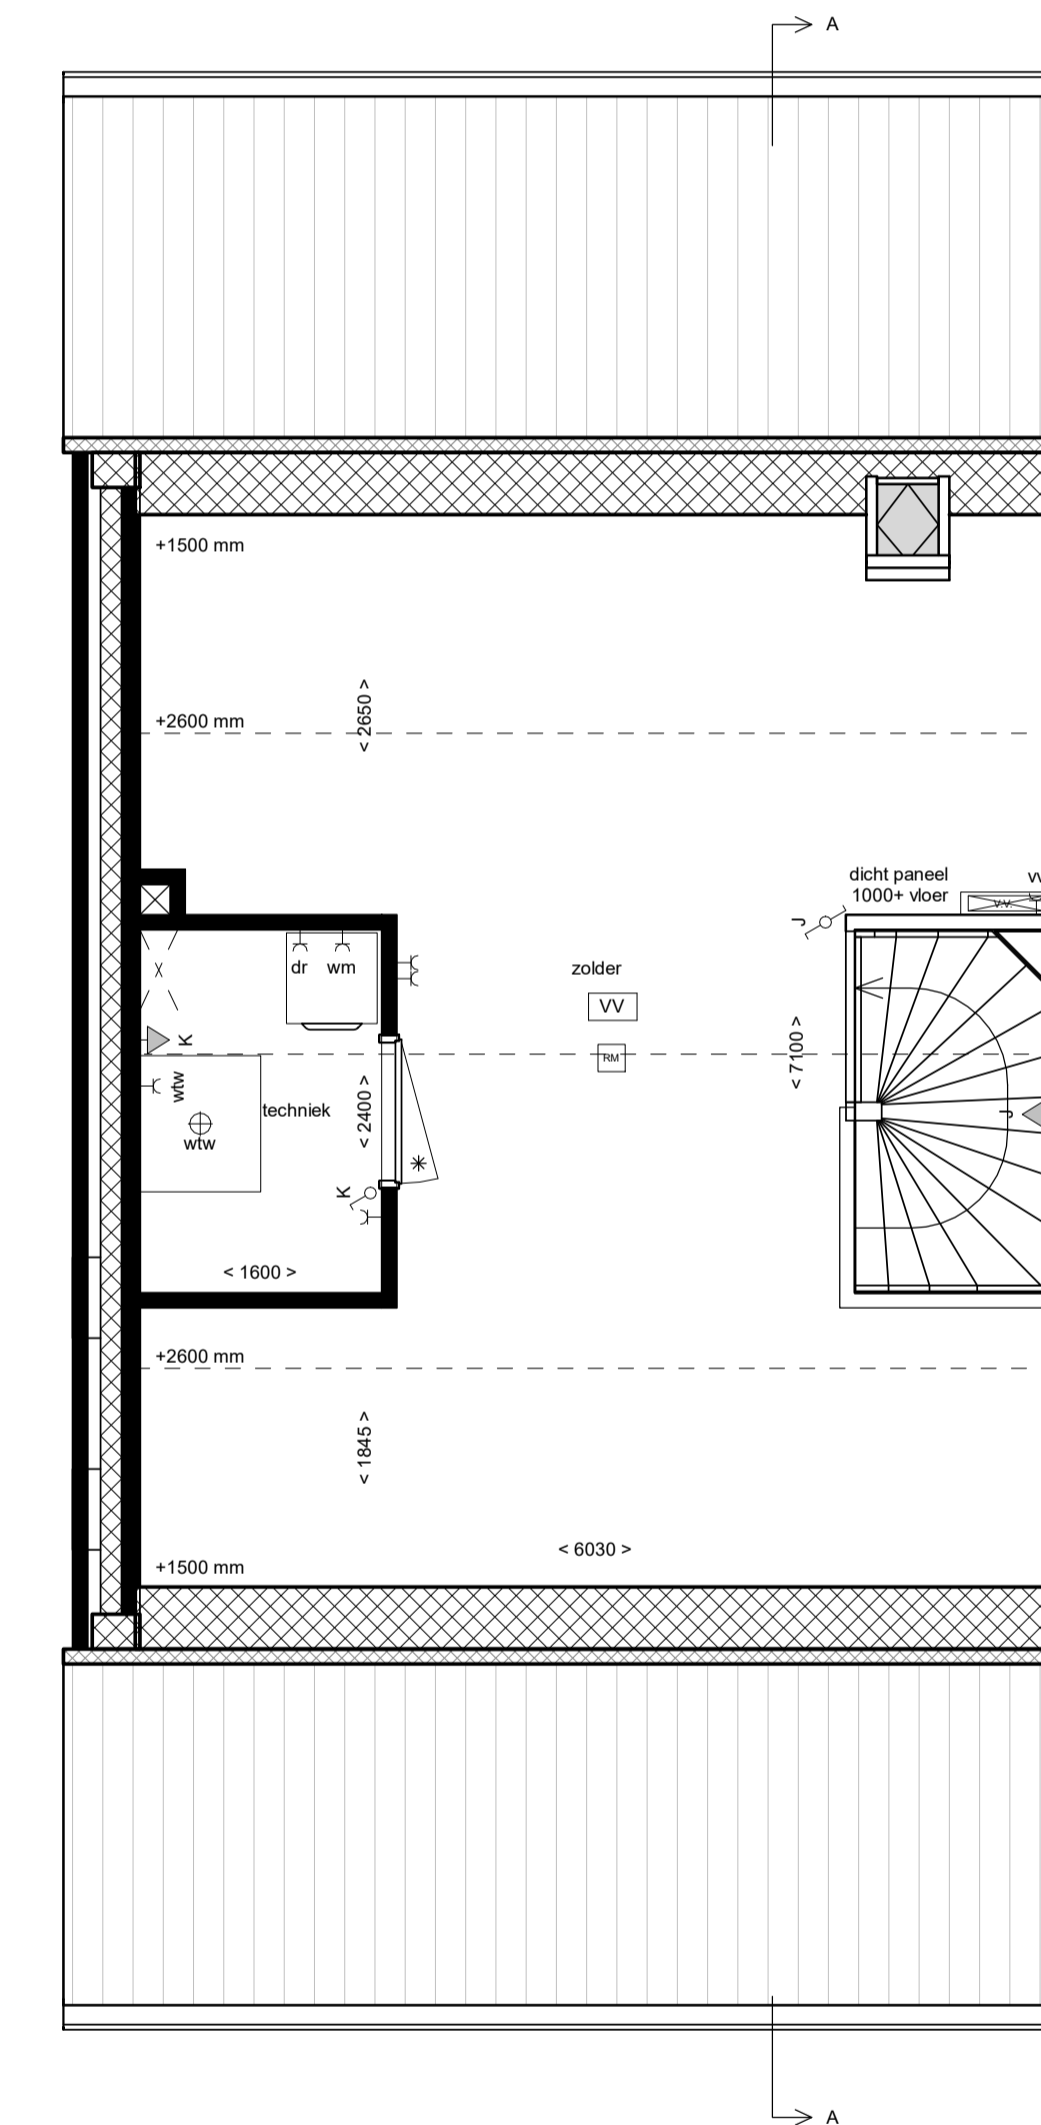 A
+1500 mm
< 2650 >
+2600 mm
dicht paneel
1000+ vloer
vv
v.v.
J
dr
wm
zolder
VV
K
RM
< 7100 >
wtw
techniek
< 2400 >
J
wtw
K
< 1600 >
+2600 mm
< 1845 >
< 6030 >
+1500 mm
A